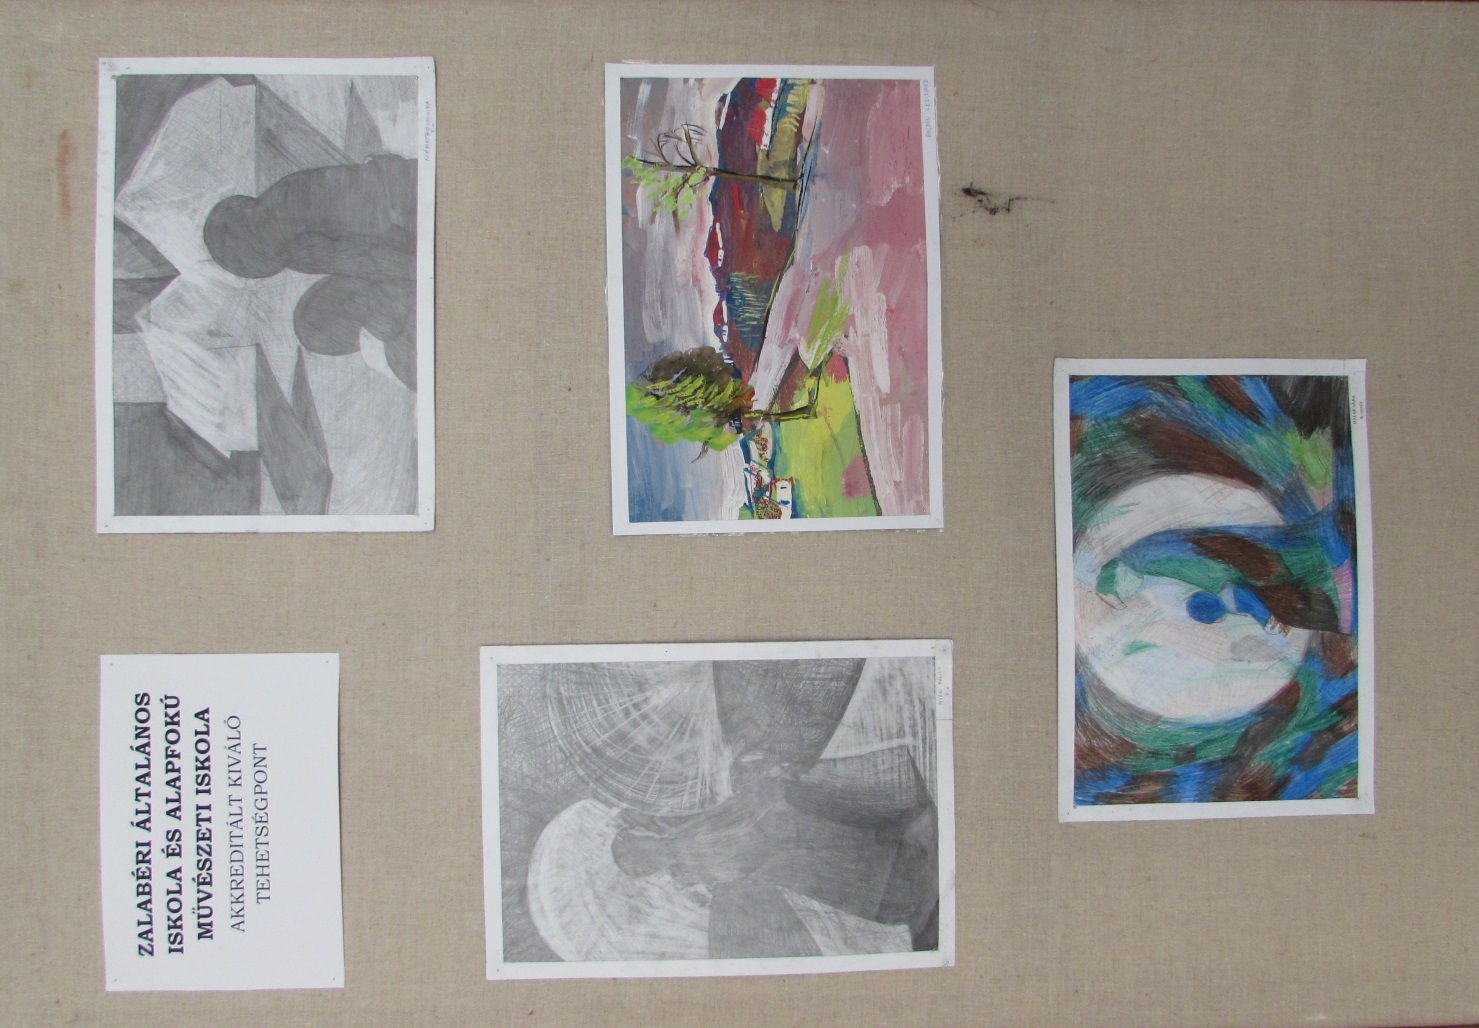 ZALABÉRI ÁLTALÁNOS
ISKOLA ÉS ALAPFOKÚ
MŰVÉSZETI ISKOLA
AKKREDITÁLT KIVÁLÓ
TEHETSÉGPONT